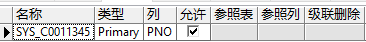 名称 类型 列 允许 参照表 参照列 级联删除
SYS_C0011345 Primary PNO